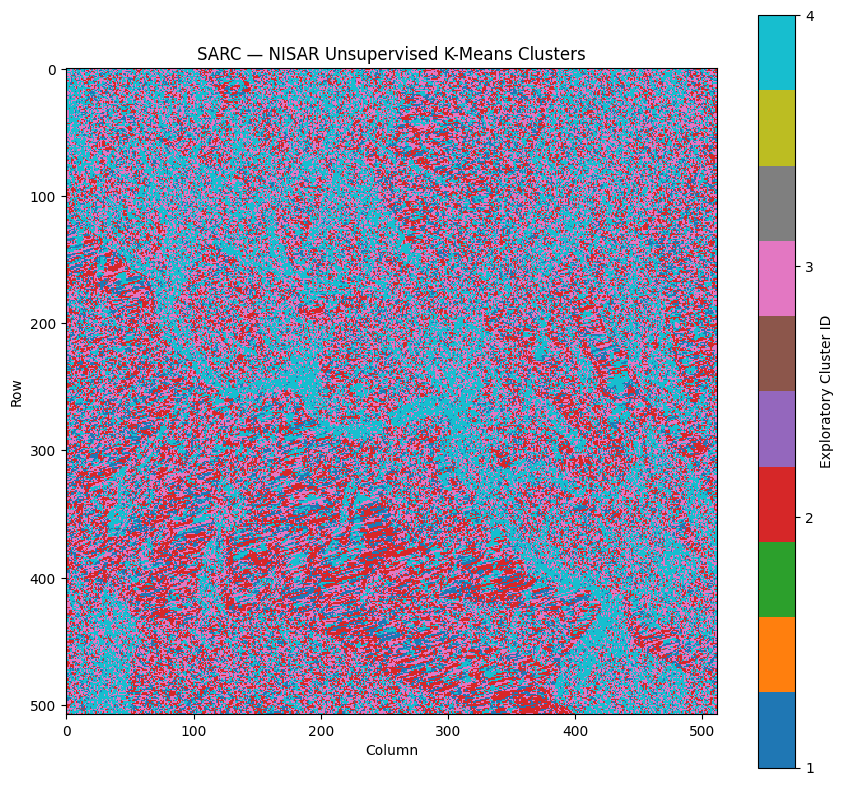 SARC — NISAR Unsupervised K-Means Clusters
0
100
200
300
400
500
Row
0 100 200 300 400 500
Column
4
3
2
1
Exploratory Cluster ID